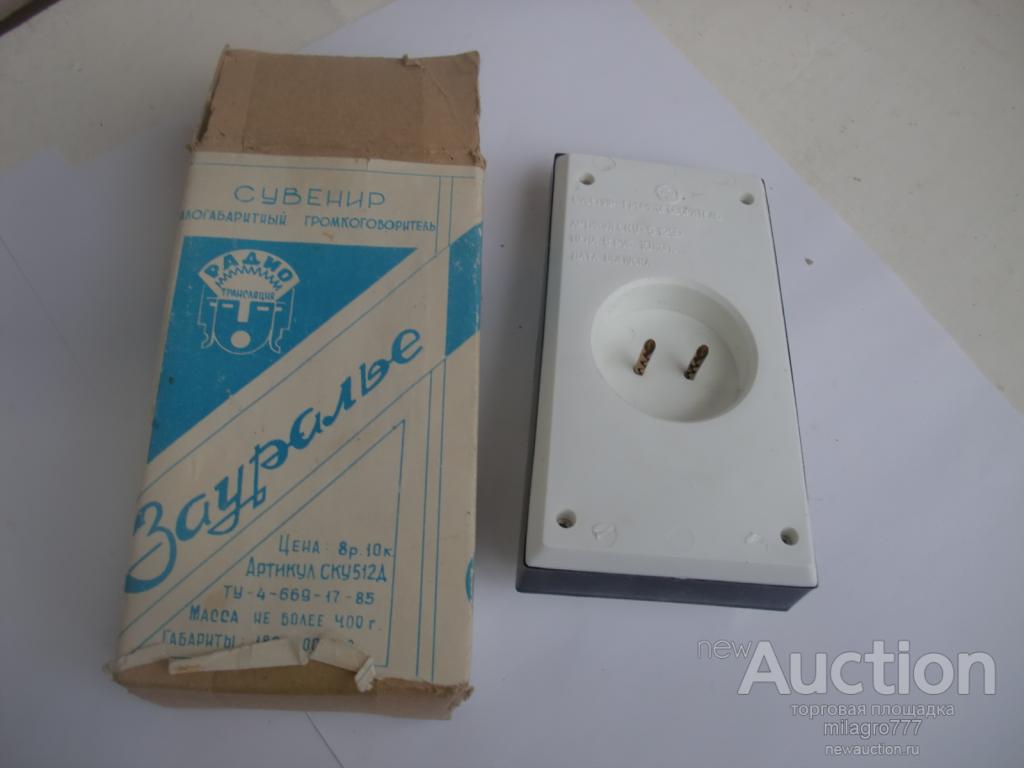 СУВЕНИР
АЛОГАБАРИТНЫЙ ГРОМКОГОВОРИТЕЛЬ
РАДИО
ТРАНСЛЯЦИЯ
Зауралье
ЦЕНА: 8р.10к
АРТИКУЛ СКУ512Д
ТУ-4-669-17-85
МАССА НЕ БОЛЕЕ 400 г.
ГАБАРИТЫ:
newAuction
торговая площадка
milagro777
newauction.ru